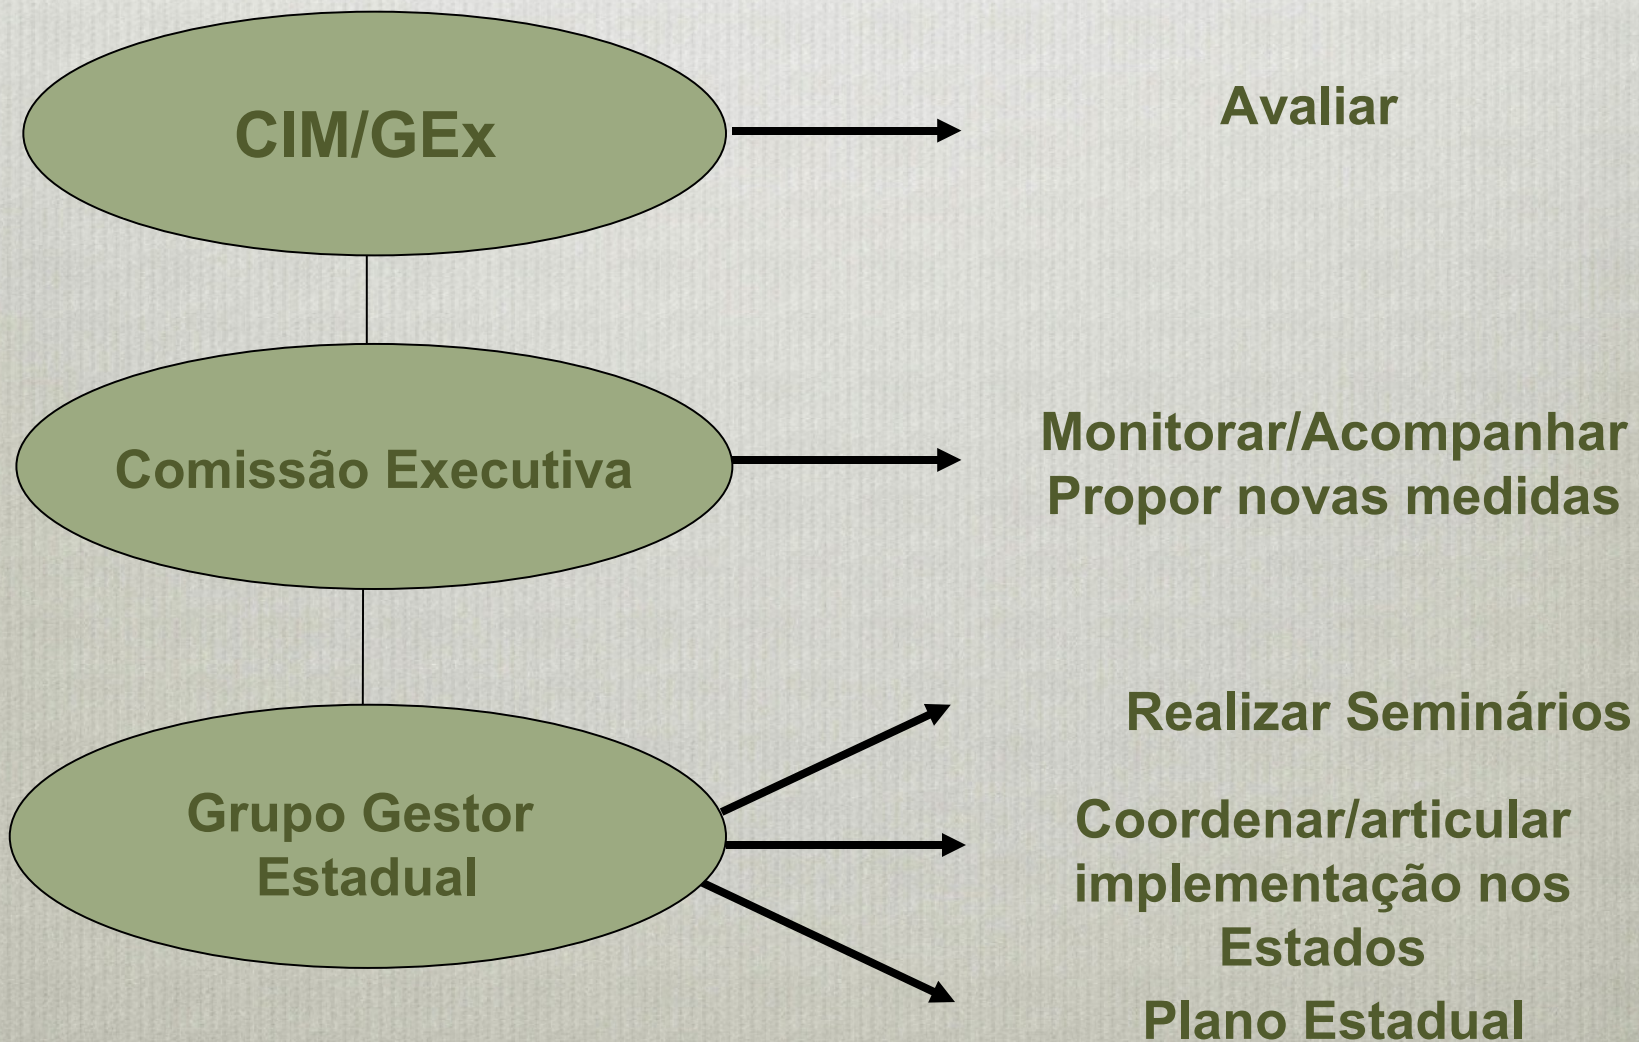 CIM/GEx
Avaliar
Comissão Executiva
Monitorar/Acompanhar
Propor novas medidas
Grupo Gestor
Estadual
Realizar Seminários
Coordenar/articular
implementação nos
Estados
Plano Estadual